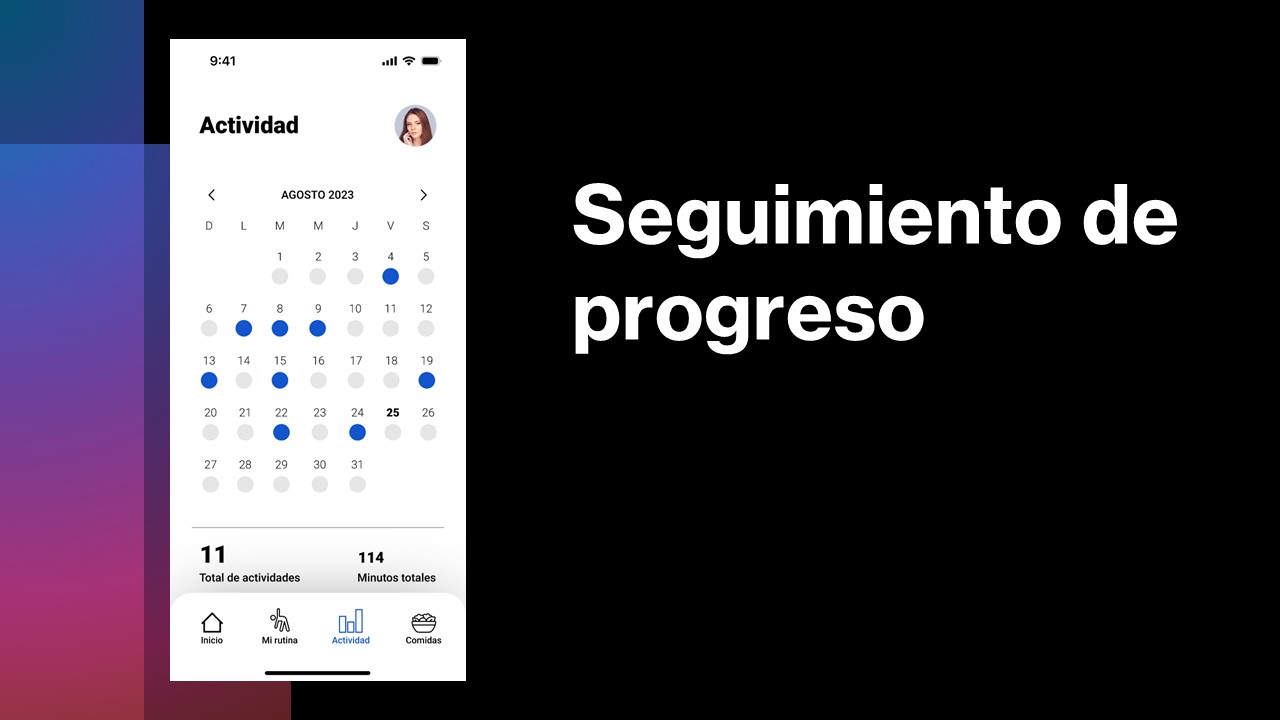 9:41
Actividad
AGOSTO 2023
D L M M J V S
1 2 3 4 5
6 7 8 9 10 11 12
13 14 15 16 17 18 19
20 21 22 23 24 25 26
27 28 29 30 31
11 114
Total de actividades Minutos totales
Inicio Mi rutina Actividad Comidas
Seguimiento de
progreso